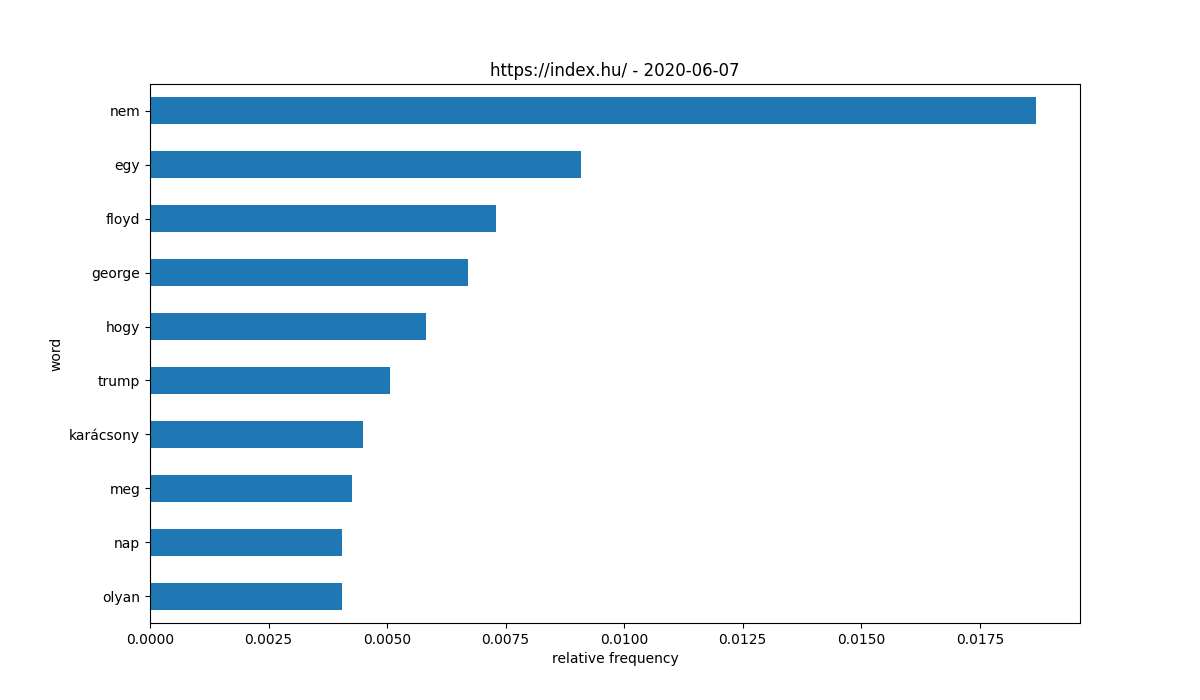 https://index.hu/ - 2020-06-07
word
nem
egy
floyd
george
hogy
trump
karácsony
meg
nap
olyan
0.0000 0.0025 0.0050 0.0075 0.0100 0.0125 0.0150 0.0175
relative frequency